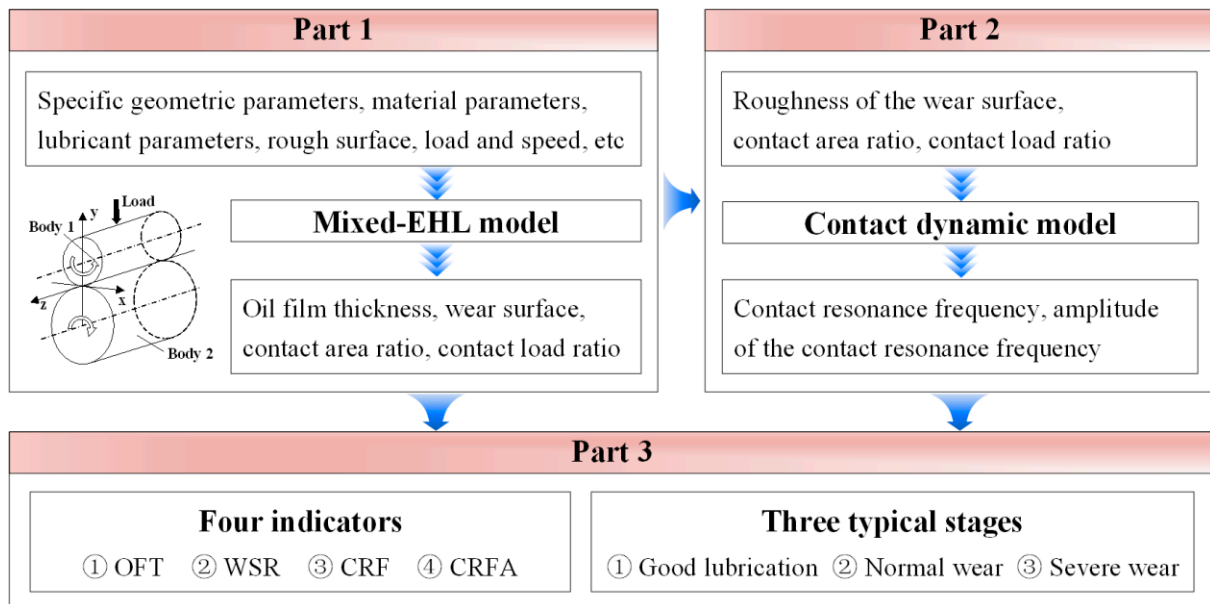 Part 1
Specific geometric parameters, material parameters,
lubricant parameters, rough surface, load and speed, etc
Load
y
Body 1
x
z
Body 2
Mixed-EHL model
Oil film thickness, wear surface,
contact area ratio, contact load ratio
Part 2
Roughness of the wear surface,
contact area ratio, contact load ratio
Contact dynamic model
Contact resonance frequency, amplitude
of the contact resonance frequency
Part 3
Four indicators
① OFT ② WSR ③ CRF ④ CRFA
Three typical stages
① Good lubrication ② Normal wear ③ Severe wear